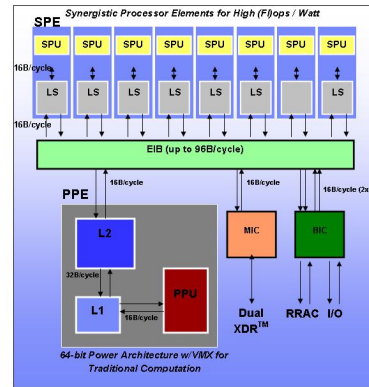 Synergistic Processor Elements for High (Fl)ops / Watt
SPE
SPU SPU SPU SPU SPU SPU SPU SPU
16B/cycle
LS LS LS LS LS LS LS LS
16B/cycle
EIB (up to 96B/cycle)
16B/cycle 16B/cycle 16B/cycle (2x)
PPE
L2
MIC
BIC
32B/cycle
PPU
L1
16B/cycle
Dual
XDR™
RRAC I/O
64-bit Power Architecture w/VMX for
Traditional Computation